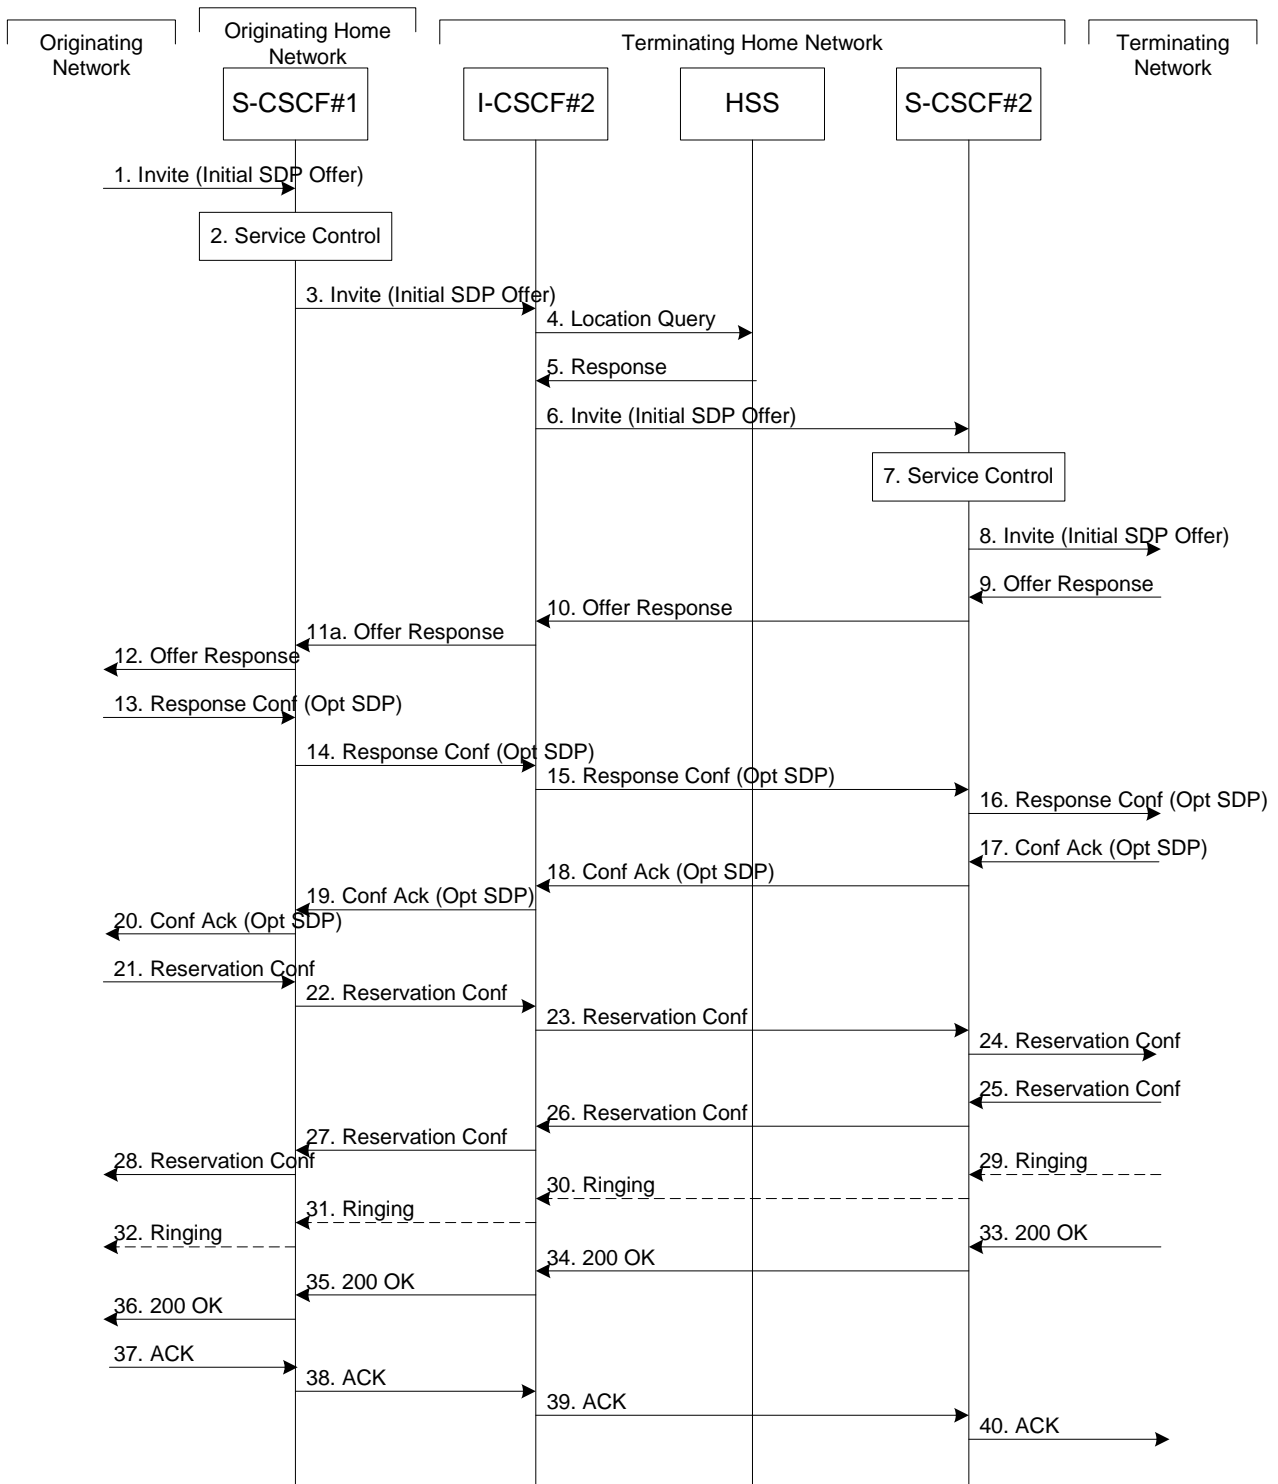 Originating
Network
Originating Home
Network
Terminating Home Network
Terminating
Network
S-CSCF#1
I-CSCF#2
HSS
S-CSCF#2
1. Invite (Initial SDP Offer)
2. Service Control
3. Invite (Initial SDP Offer)
4. Location Query
5. Response
6. Invite (Initial SDP Offer)
7. Service Control
8. Invite (Initial SDP Offer)
9. Offer Response
10. Offer Response
11a. Offer Response
12. Offer Response
13. Response Conf (Opt SDP)
14. Response Conf (Opt SDP)
15. Response Conf (Opt SDP)
16. Response Conf (Opt SDP)
17. Conf Ack (Opt SDP)
18. Conf Ack (Opt SDP)
19. Conf Ack (Opt SDP)
20. Conf Ack (Opt SDP)
21. Reservation Conf
22. Reservation Conf
23. Reservation Conf
24. Reservation Conf
25. Reservation Conf
26. Reservation Conf
27. Reservation Conf
28. Reservation Conf
29. Ringing
30. Ringing
31. Ringing
32. Ringing
33. 200 OK
34. 200 OK
35. 200 OK
36. 200 OK
37. ACK
38. ACK
39. ACK
40. ACK